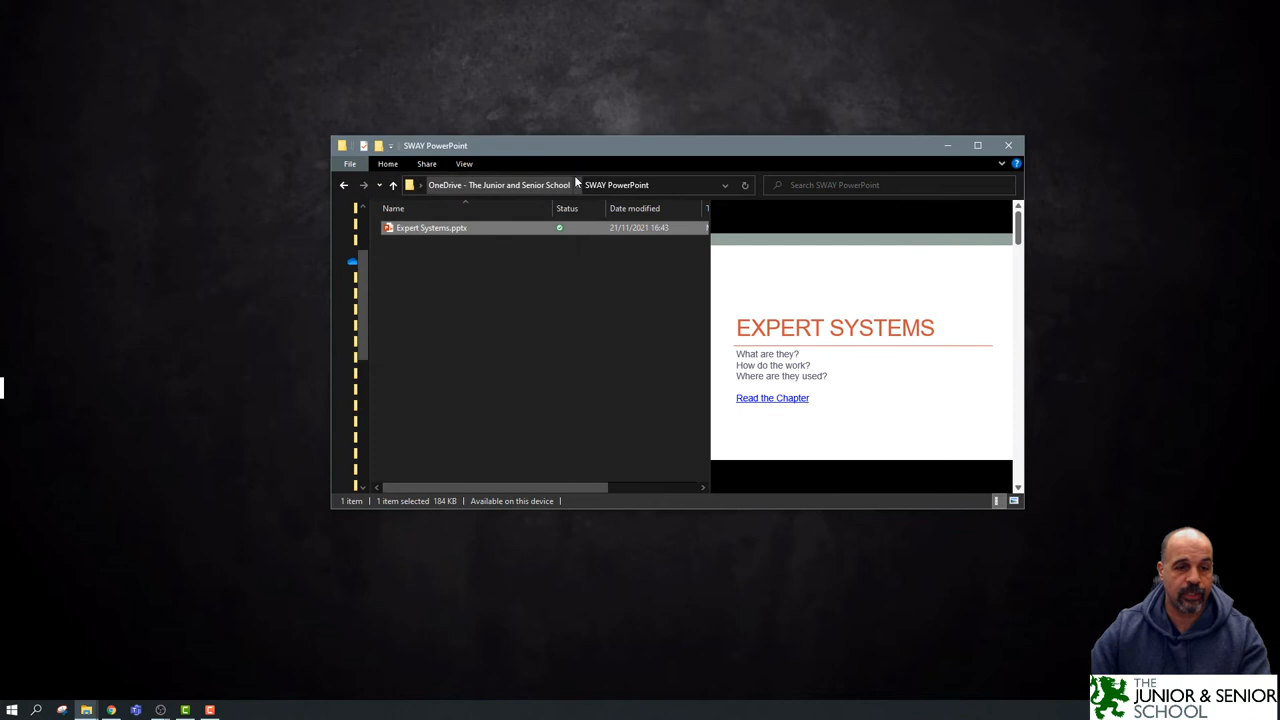 SWAY PowerPoint
File Home Share View
OneDrive - The Junior and Senior School SWAY PowerPoint Search SWAY PowerPoint
Name Status Date modified T
Expert Systems.pptx 21/11/2021 16:43
EXPERT SYSTEMS
What are they?
How do the work?
Where are they used?
Read the Chapter
1 item 1 item selected 184 KB Available on this device
THE
JUNIOR & SENIOR
SCHOOL